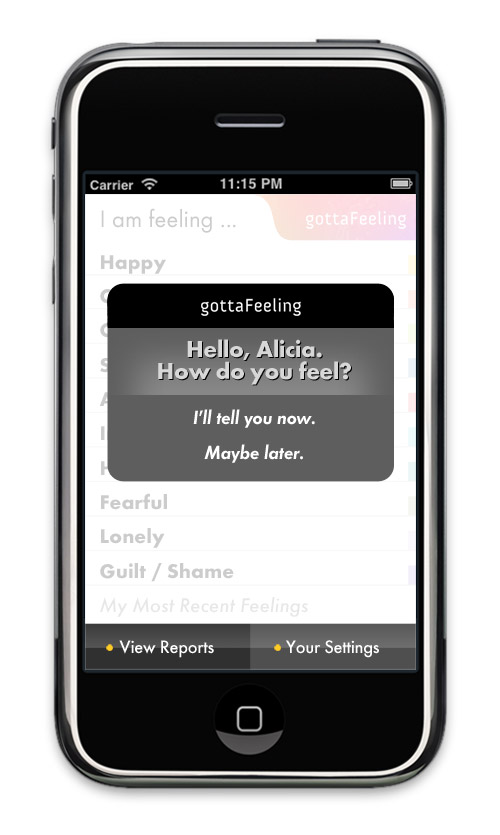 Carrier 11:15 PM
I am feeling ... gottaFeeling
Happy
gottaFeeling
Hello, Alicia.
How do you feel?
I'll tell you now.
Maybe later.
Fearful
Lonely
Guilt / Shame
My Most Recent Feelings
View Reports Your Settings